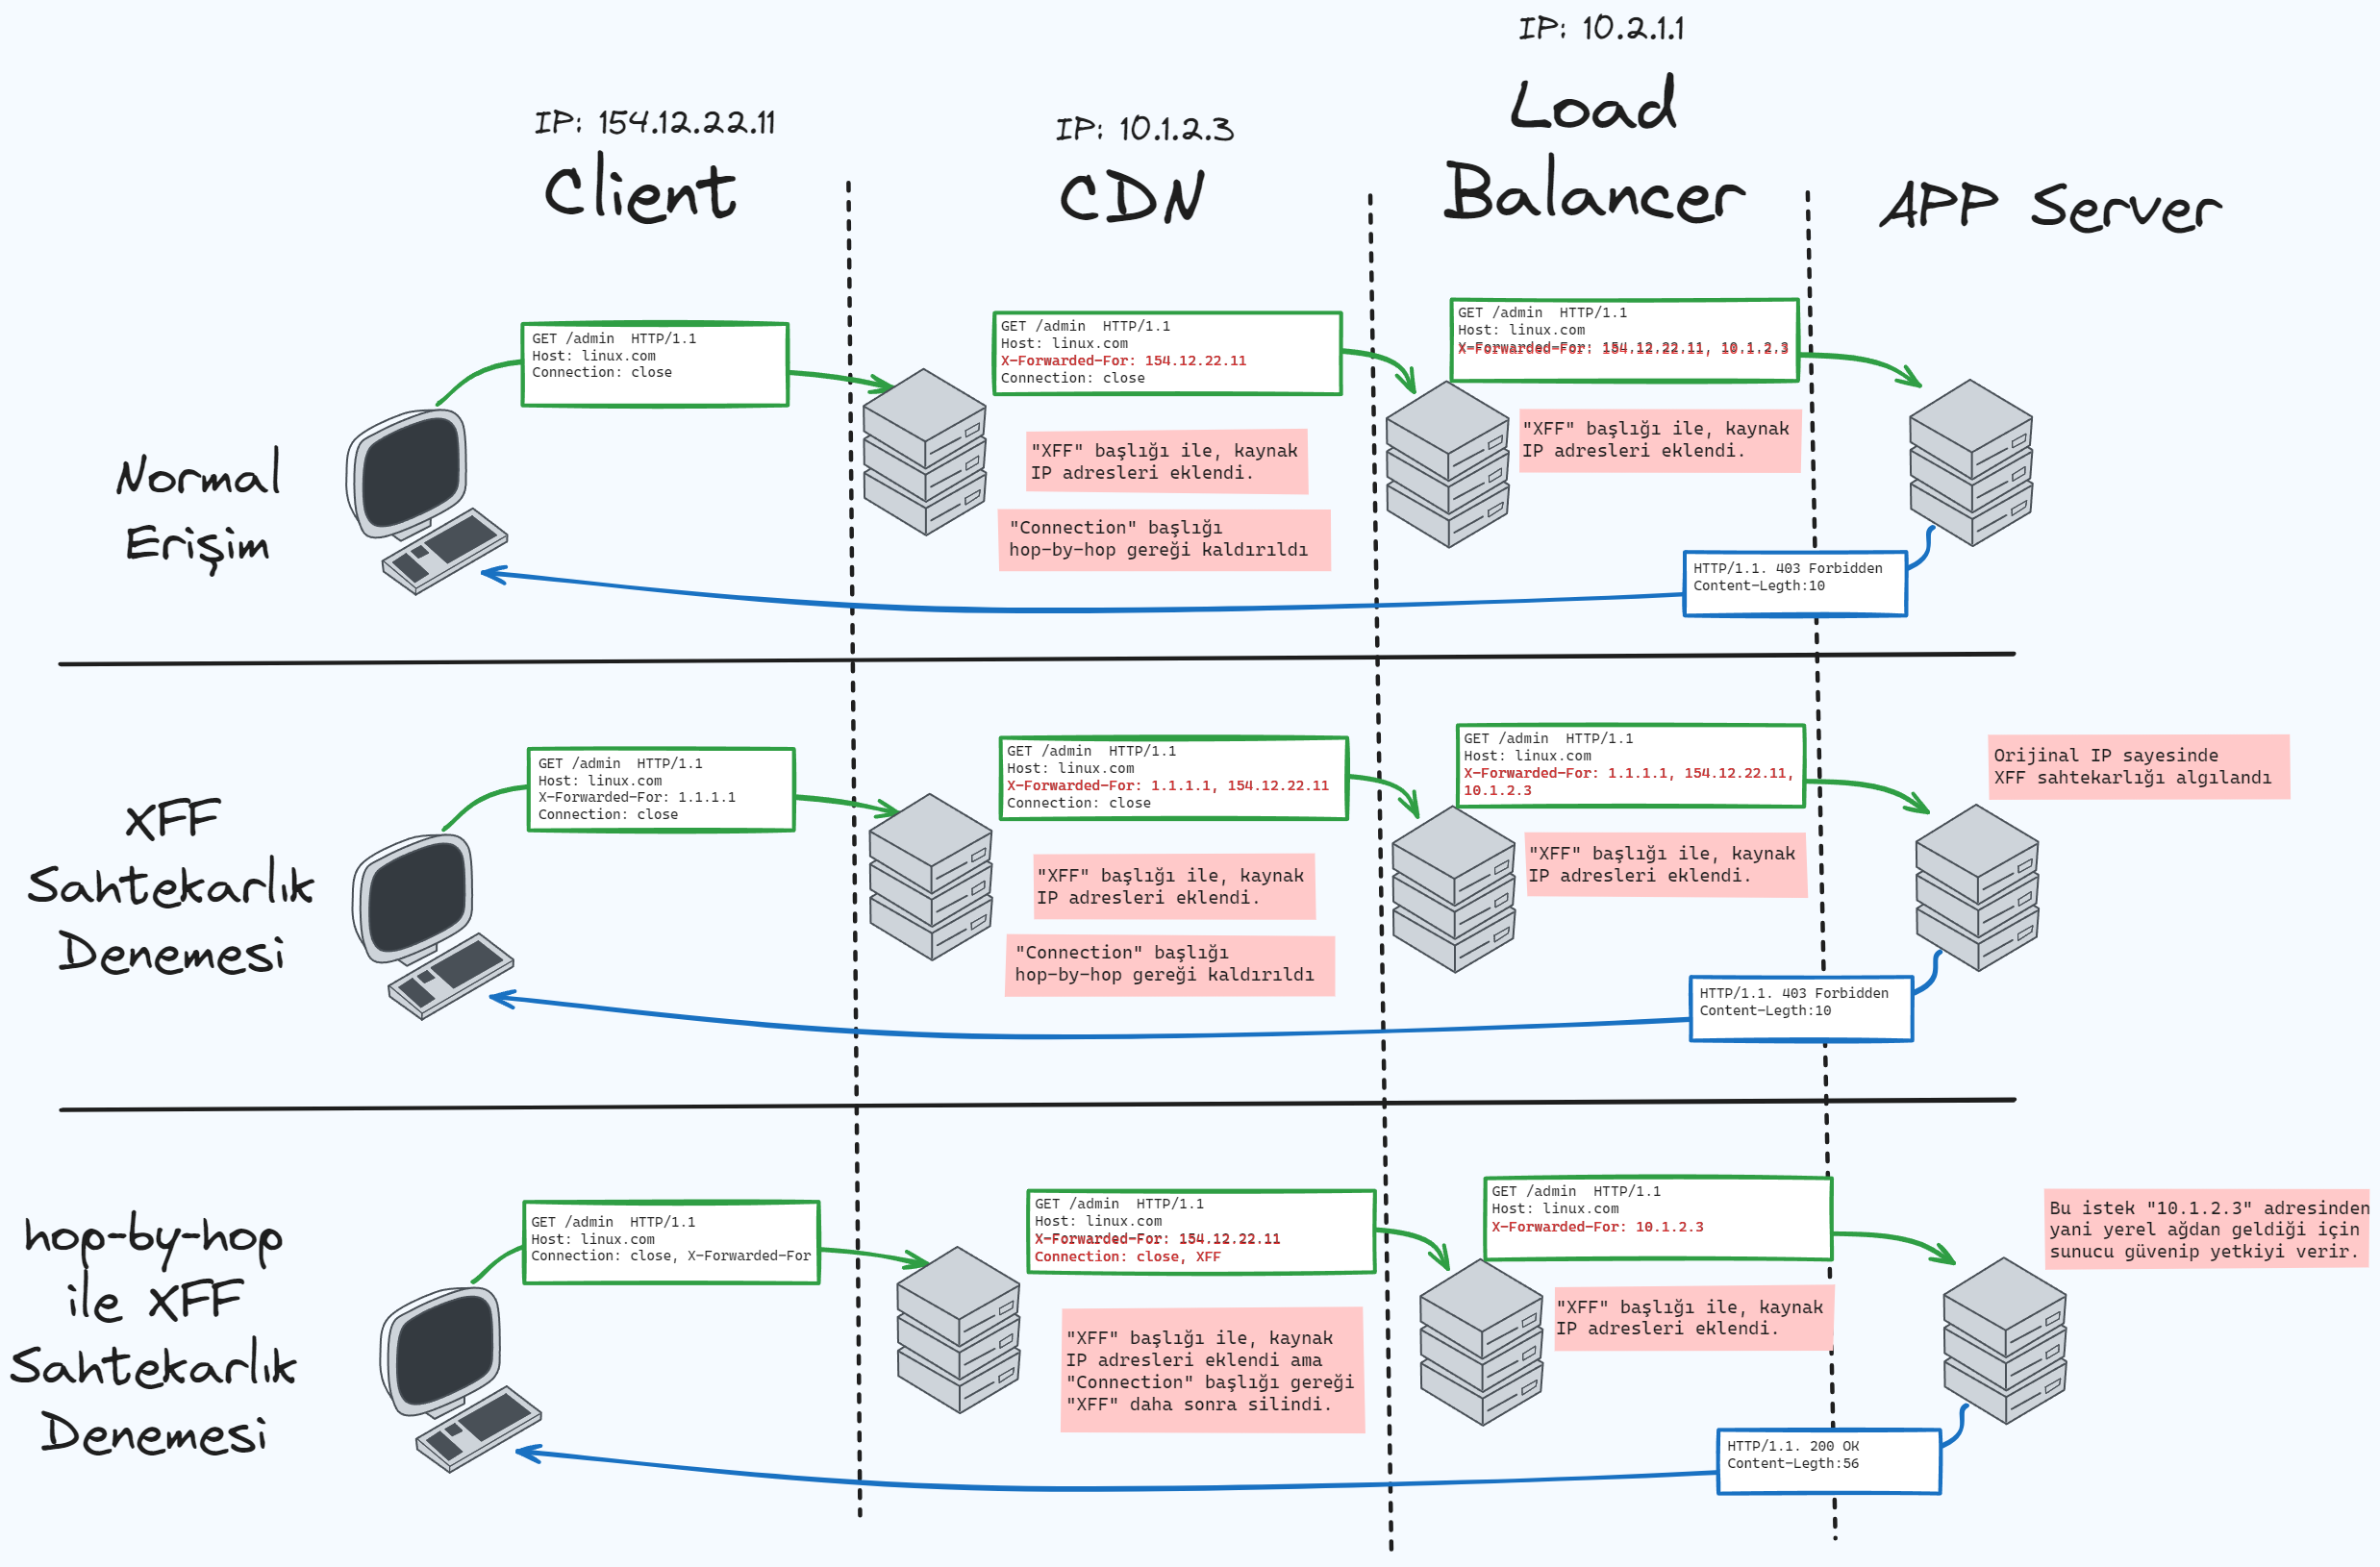 IP: 10.2.1.1
Load
Balancer
IP: 154.12.22.11
Client
IP: 10.1.2.3
CDN
APP Server
Normal
Erişim
GET /admin  HTTP/1.1
Host: linux.com
Connection: close
GET /admin  HTTP/1.1
Host: linux.com
X-Forwarded-For: 154.12.22.11
Connection: close
"XFF" başlığı ile, kaynak
IP adresleri eklendi.
"Connection" başlığı
hop-by-hop gereği kaldırıldı
GET /admin  HTTP/1.1
Host: linux.com
X-Forwarded-For: 154.12.22.11, 10.1.2.3
"XFF" başlığı ile, kaynak
IP adresleri eklendi.
HTTP/1.1. 403 Forbidden
Content-Legth:10
XFF
Sahtekarlık
Denemesi
GET /admin  HTTP/1.1
Host: linux.com
X-Forwarded-For: 1.1.1.1
Connection: close
GET /admin  HTTP/1.1
Host: linux.com
X-Forwarded-For: 1.1.1.1, 154.12.22.11
Connection: close
"XFF" başlığı ile, kaynak
IP adresleri eklendi.
"Connection" başlığı
hop-by-hop gereği kaldırıldı
GET /admin  HTTP/1.1
Host: linux.com
X-Forwarded-For: 1.1.1.1, 154.12.22.11,
10.1.2.3
"XFF" başlığı ile, kaynak
IP adresleri eklendi.
Orijinal IP sayesinde
XFF sahtekarlığı algılandı
HTTP/1.1. 403 Forbidden
Content-Legth:10
hop-by-hop
ile XFF
Sahtekarlık
Denemesi
GET /admin  HTTP/1.1
Host: linux.com
Connection: close, X-Forwarded-For
GET /admin  HTTP/1.1
Host: linux.com
X-Forwarded-For: 154.12.22.11
Connection: close, XFF
"XFF" başlığı ile, kaynak
IP adresleri eklendi ama
"Connection" başlığı gereği
"XFF" daha sonra silindi.
GET /admin  HTTP/1.1
Host: linux.com
X-Forwarded-For: 10.1.2.3
"XFF" başlığı ile, kaynak
IP adresleri eklendi.
Bu istek "10.1.2.3" adresinden
yani yerel ağdan geldiği için
sunucu güvenip yetkiyi verir.
HTTP/1.1. 200 OK
Content-Legth:56